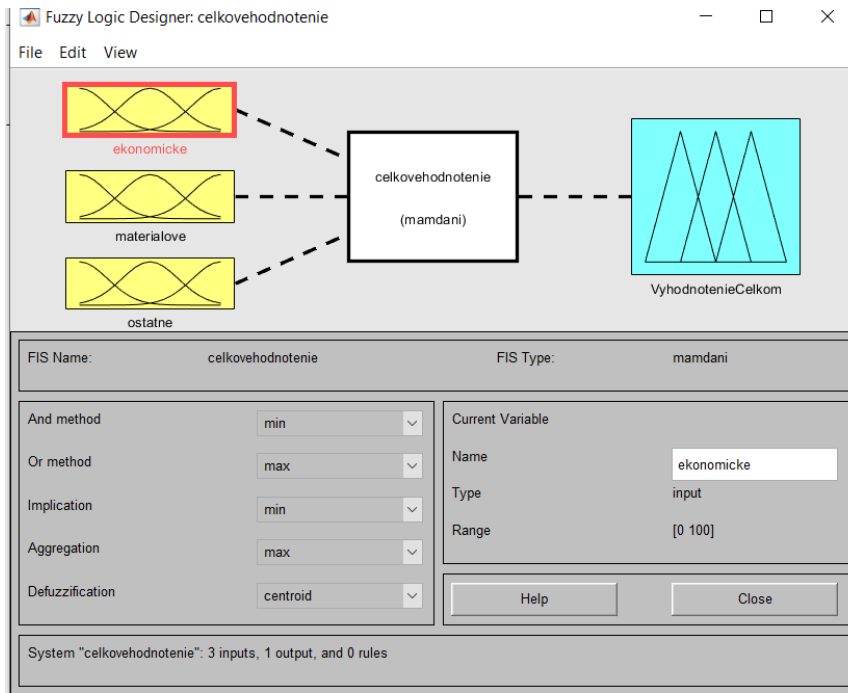 Fuzzy Logic Designer: celkovehodnotenie
File Edit View
ekonomicke
materialove
ostatne
celkovehodnotenie
(mamdani)
VyhodnotenieCelkom
FIS Name: celkovehodnotenie FIS Type: mamdani
And method min
Or method max
Implication min
Aggregation max
Defuzzification centroid
Current Variable
Name ekonomicke
Type input
Range [0 100]
Help Close
System "celkovehodnotenie": 3 inputs, 1 output, and 0 rules